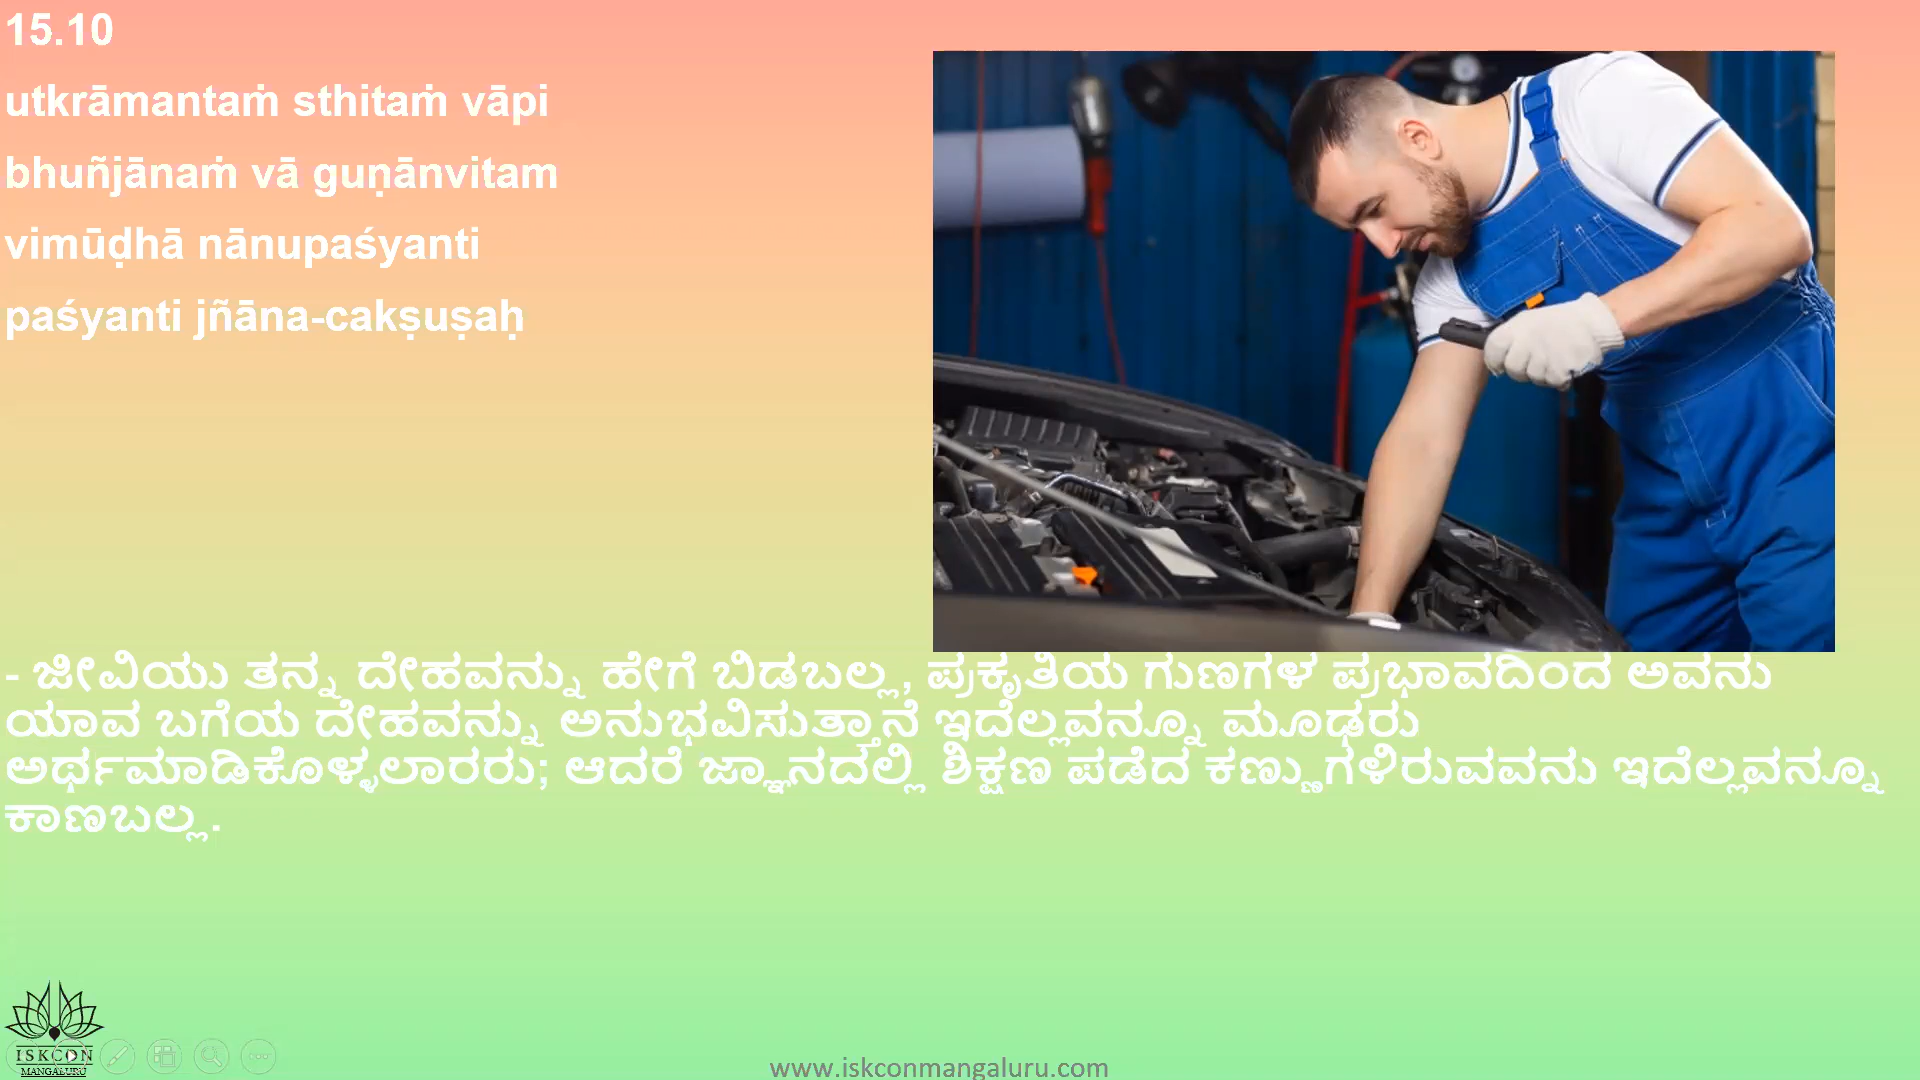 15.10
utkrāmantaṁ sthitaṁ vāpi
bhuñjānaṁ vā guṇānvitam
vimūḍhā nānupaśyanti
paśyanti jñāna-cakṣuṣaḥ
- ಜೀವಿಯು ತನ್ನ ದೇಹವನ್ನು ಹೇಗೆ ಬಿಡಬಲ್ಲ, ಪ್ರಕೃತಿಯ ಗುಣಗಳ ಪ್ರಭಾವದಿಂದ ಅವನು
ಯಾವ ಬಗೆಯ ದೇಹವನ್ನು ಅನುಭವಿಸುತ್ತಾನೆ ಇದೆಲ್ಲವನ್ನೂ ಮೂಢರು
ಅರ್ಥಮಾಡಿಕೊಳ್ಳಲಾರರು; ಆದರೆ ಜ್ಞಾನದಲ್ಲಿ ಶಿಕ್ಷಣ ಪಡೆದ ಕಣ್ಣುಗಳಿರುವವನು ಇದೆಲ್ಲವನ್ನೂ
ಕಾಣಬಲ್ಲ.
ISKCON
MANGALURU
www.iskconmangaluru.com